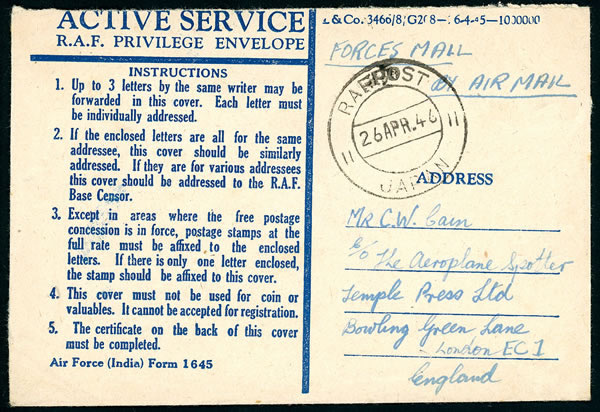 ACTIVE SERVICE
R.A.F. PRIVILEGE ENVELOPE
INSTRUCTIONS
1. Up to 3 letters by the same writer may be
forwarded in this cover. Each letter must
be individually addressed.
2. If the enclosed letters are all for the same
addressee, this cover should be similarly
addressed. If they are for various addressees
this cover should be addressed to the R.A.F.
Base Censor.
3. Except in areas where the free postage
concession is in force, postage stamps at the
full rate must be affixed to the enclosed
letters. If there is only one letter enclosed,
the stamp should be affixed to this cover.
4. This cover must not be used for coin or
valuables. It cannot be accepted for registration.
5. The certificate on the back of this cover
must be completed.
Air Force (India) Form 1645
& Co. 3466/8/
FORCES MAIL
BY AIR MAIL
RAF POST
26 APR. 46
JAPAN
ADDRESS
Mr C.W. Cain
c/o The Aeroplane Spotter
Temple Press Ltd
Bowling Green Lane
London EC1
England